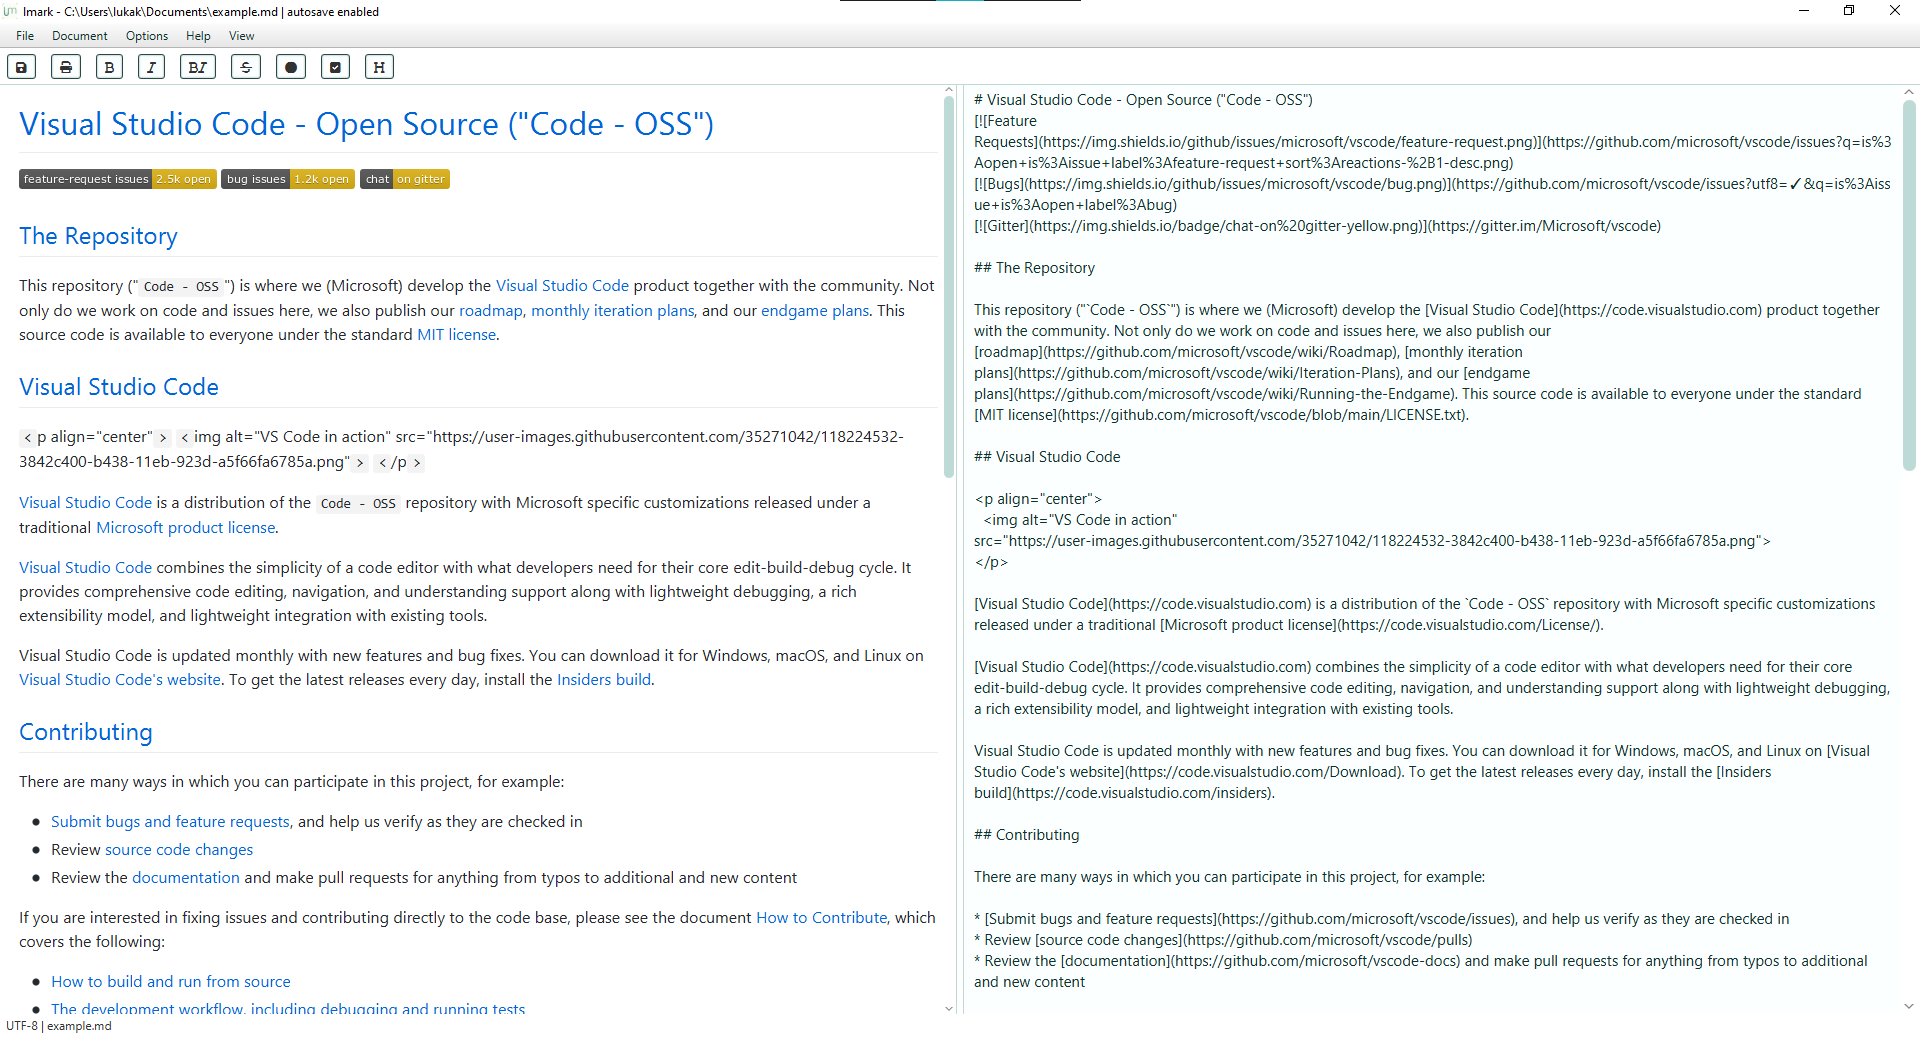 Imark - C:\Users\lukak\Documents\example.md | autosave enabled
File Document Options Help View
B I BI S H
Visual Studio Code - Open Source ("Code - OSS")
feature-request issues 2.5k open bug issues 1.2k open chat on gitter
The Repository
This repository (" Code - OSS ") is where we (Microsoft) develop the Visual Studio Code product together with the community. Not
only do we work on code and issues here, we also publish our roadmap, monthly iteration plans, and our endgame plans. This
source code is available to everyone under the standard MIT license.
Visual Studio Code
<p align="center"> <img alt="VS Code in action" src="https://user-images.githubusercontent.com/35271042/118224532-
3842c400-b438-11eb-923d-a5f66fa6785a.png"> </p>
Visual Studio Code is a distribution of the Code - OSS repository with Microsoft specific customizations released under a
traditional Microsoft product license.
Visual Studio Code combines the simplicity of a code editor with what developers need for their core edit-build-debug cycle. It
provides comprehensive code editing, navigation, and understanding support along with lightweight debugging, a rich
extensibility model, and lightweight integration with existing tools.
Visual Studio Code is updated monthly with new features and bug fixes. You can download it for Windows, macOS, and Linux on
Visual Studio Code's website. To get the latest releases every day, install the Insiders build.
Contributing
There are many ways in which you can participate in this project, for example:
● Submit bugs and feature requests, and help us verify as they are checked in
● Review source code changes
● Review the documentation and make pull requests for anything from typos to additional and new content
If you are interested in fixing issues and contributing directly to the code base, please see the document How to Contribute, which
covers the following:
● How to build and run from source
● The development workflow, including debugging and running tests
# Visual Studio Code - Open Source ("Code - OSS")
[![Feature
Requests](https://img.shields.io/github/issues/microsoft/vscode/feature-request.png)](https://github.com/microsoft/vscode/issues?q=is%3
Aopen+is%3Aissue+label%3Afeature-request+sort%3Areactions-%2B1-desc.png)
[![Bugs](https://img.shields.io/github/issues/microsoft/vscode/bug.png)](https://github.com/microsoft/vscode/issues?utf8=✓&q=is%3Aiss
ue+is%3Aopen+label%3Abug)
[![Gitter](https://img.shields.io/badge/chat-on%20gitter-yellow.png)](https://gitter.im/Microsoft/vscode)
## The Repository
This repository ("`Code - OSS`") is where we (Microsoft) develop the [Visual Studio Code](https://code.visualstudio.com) product together
with the community. Not only do we work on code and issues here, we also publish our
[roadmap](https://github.com/microsoft/vscode/wiki/Roadmap), [monthly iteration
plans](https://github.com/microsoft/vscode/wiki/Iteration-Plans), and our [endgame
plans](https://github.com/microsoft/vscode/wiki/Running-the-Endgame). This source code is available to everyone under the standard
[MIT license](https://github.com/microsoft/vscode/blob/main/LICENSE.txt).
## Visual Studio Code
<p align="center">
<img alt="VS Code in action"
src="https://user-images.githubusercontent.com/35271042/118224532-3842c400-b438-11eb-923d-a5f66fa6785a.png">
</p>
[Visual Studio Code](https://code.visualstudio.com) is a distribution of the `Code - OSS` repository with Microsoft specific customizations
released under a traditional [Microsoft product license](https://code.visualstudio.com/License/).
[Visual Studio Code](https://code.visualstudio.com) combines the simplicity of a code editor with what developers need for their core
edit-build-debug cycle. It provides comprehensive code editing, navigation, and understanding support along with lightweight debugging,
a rich extensibility model, and lightweight integration with existing tools.
Visual Studio Code is updated monthly with new features and bug fixes. You can download it for Windows, macOS, and Linux on [Visual
Studio Code's website](https://code.visualstudio.com/Download). To get the latest releases every day, install the [Insiders
build](https://code.visualstudio.com/insiders).
## Contributing
There are many ways in which you can participate in this project, for example:
* [Submit bugs and feature requests](https://github.com/microsoft/vscode/issues), and help us verify as they are checked in
* Review [source code changes](https://github.com/microsoft/vscode/pulls)
* Review the [documentation](https://github.com/microsoft/vscode-docs) and make pull requests for anything from typos to additional
and new content
UTF-8 | example.md